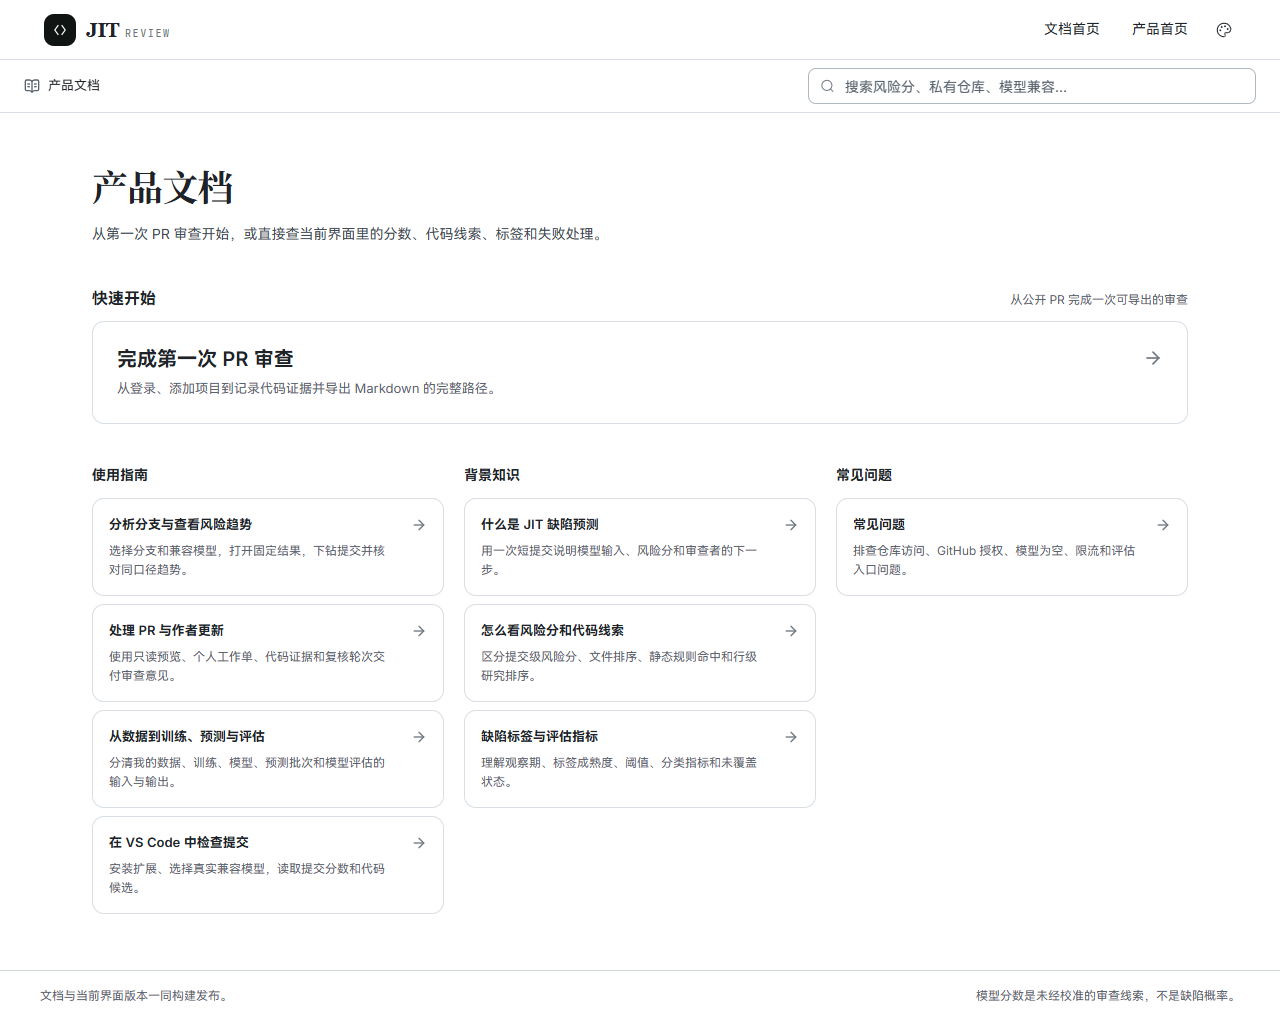 JIT REVIEW
文档首页
产品首页
产品文档
搜索风险分、私有仓库、模型兼容...
产品文档
从第一次 PR 审查开始，或直接查当前界面里的分数、代码线索、标签和失败处理。
快速开始
从公开 PR 完成一次可导出的审查
完成第一次 PR 审查
从登录、添加项目到记录代码证据并导出 Markdown 的完整路径。
使用指南
分析分支与查看风险趋势
选择分支和兼容模型，打开固定结果，下钻提交并核
对同口径趋势。
处理 PR 与作者更新
使用只读预览、个人工作单、代码证据和复核轮次交
付审查意见。
从数据到训练、预测与评估
分清我的数据、训练、模型、预测批次和模型评估的
输入与输出。
在 VS Code 中检查提交
安装扩展、选择真实兼容模型，读取提交分数和代码
候选。
背景知识
什么是 JIT 缺陷预测
用一次短提交说明模型输入、风险分和审查者的下一
步。
怎么看风险分和代码线索
区分提交级风险分、文件排序、静态规则命中和行级
研究排序。
缺陷标签与评估指标
理解观察期、标签成熟度、阈值、分类指标和未覆盖
状态。
常见问题
常见问题
排查仓库访问、GitHub 授权、模型为空、限流和评估
入口问题。
文档与当前界面版本一同构建发布。
模型分数是未经校准的审查线索，不是缺陷概率。